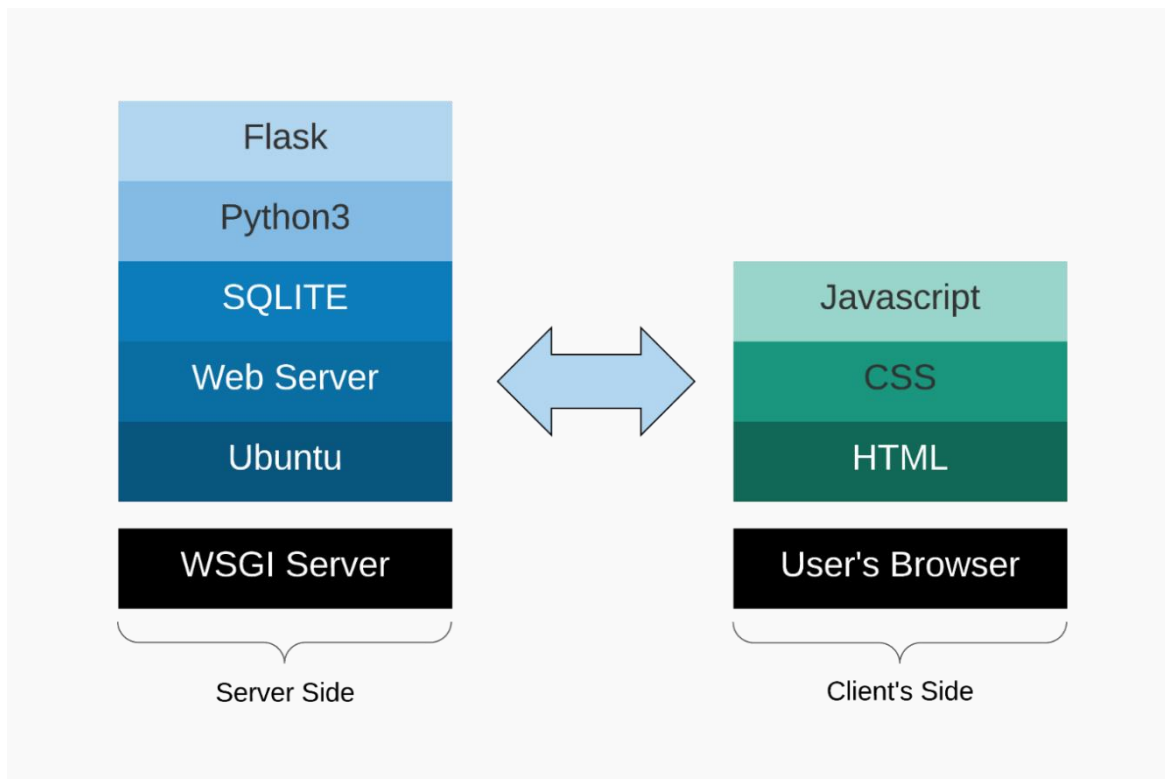 Flask
Python3
SQLITE
Web Server
Ubuntu
WSGI Server
Server Side
Javascript
CSS
HTML
User's Browser
Client's Side